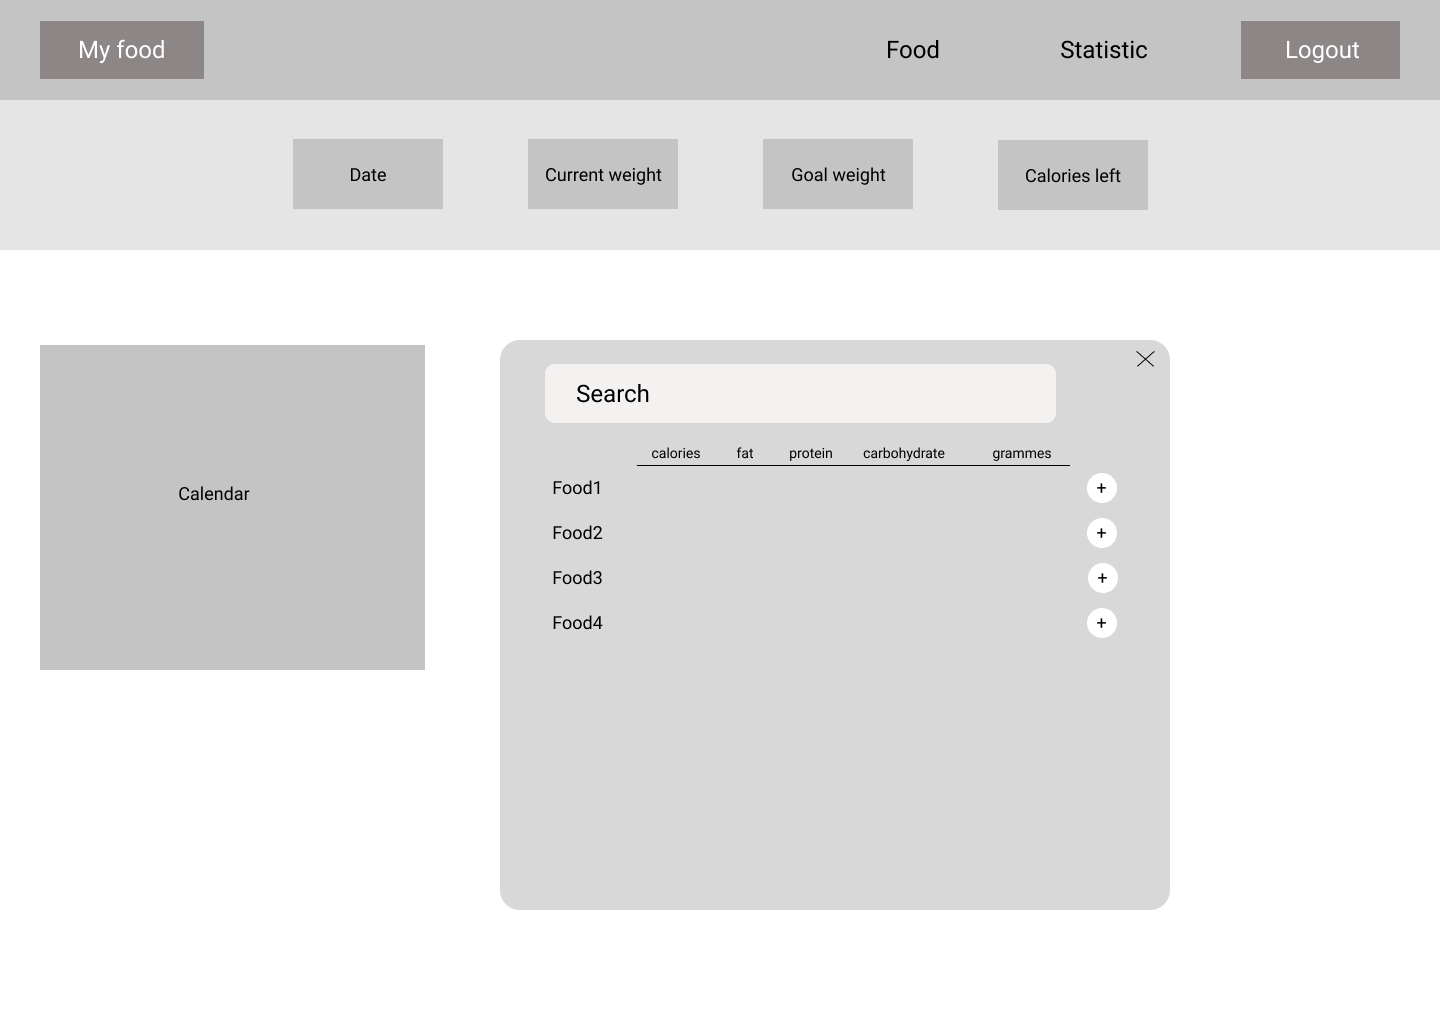 My food
Food
Statistic
Logout
Date
Current weight
Goal weight
Calories left
Calendar
Search
calories fat protein carbohydrate grammes
Food1 +
Food2 +
Food3 +
Food4 +